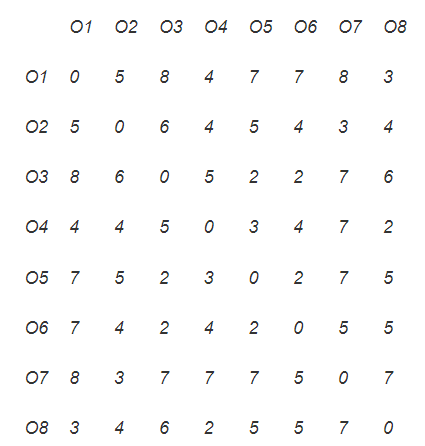 O1 O2 O3 O4 O5 O6 O7 O8
O1 0 5 8 4 7 7 8 3
O2 5 0 6 4 5 4 3 4
O3 8 6 0 5 2 2 7 6
O4 4 4 5 0 3 4 7 2
O5 7 5 2 3 0 2 7 5
O6 7 4 2 4 2 0 5 5
O7 8 3 7 7 7 5 0 7
O8 3 4 6 2 5 5 7 0